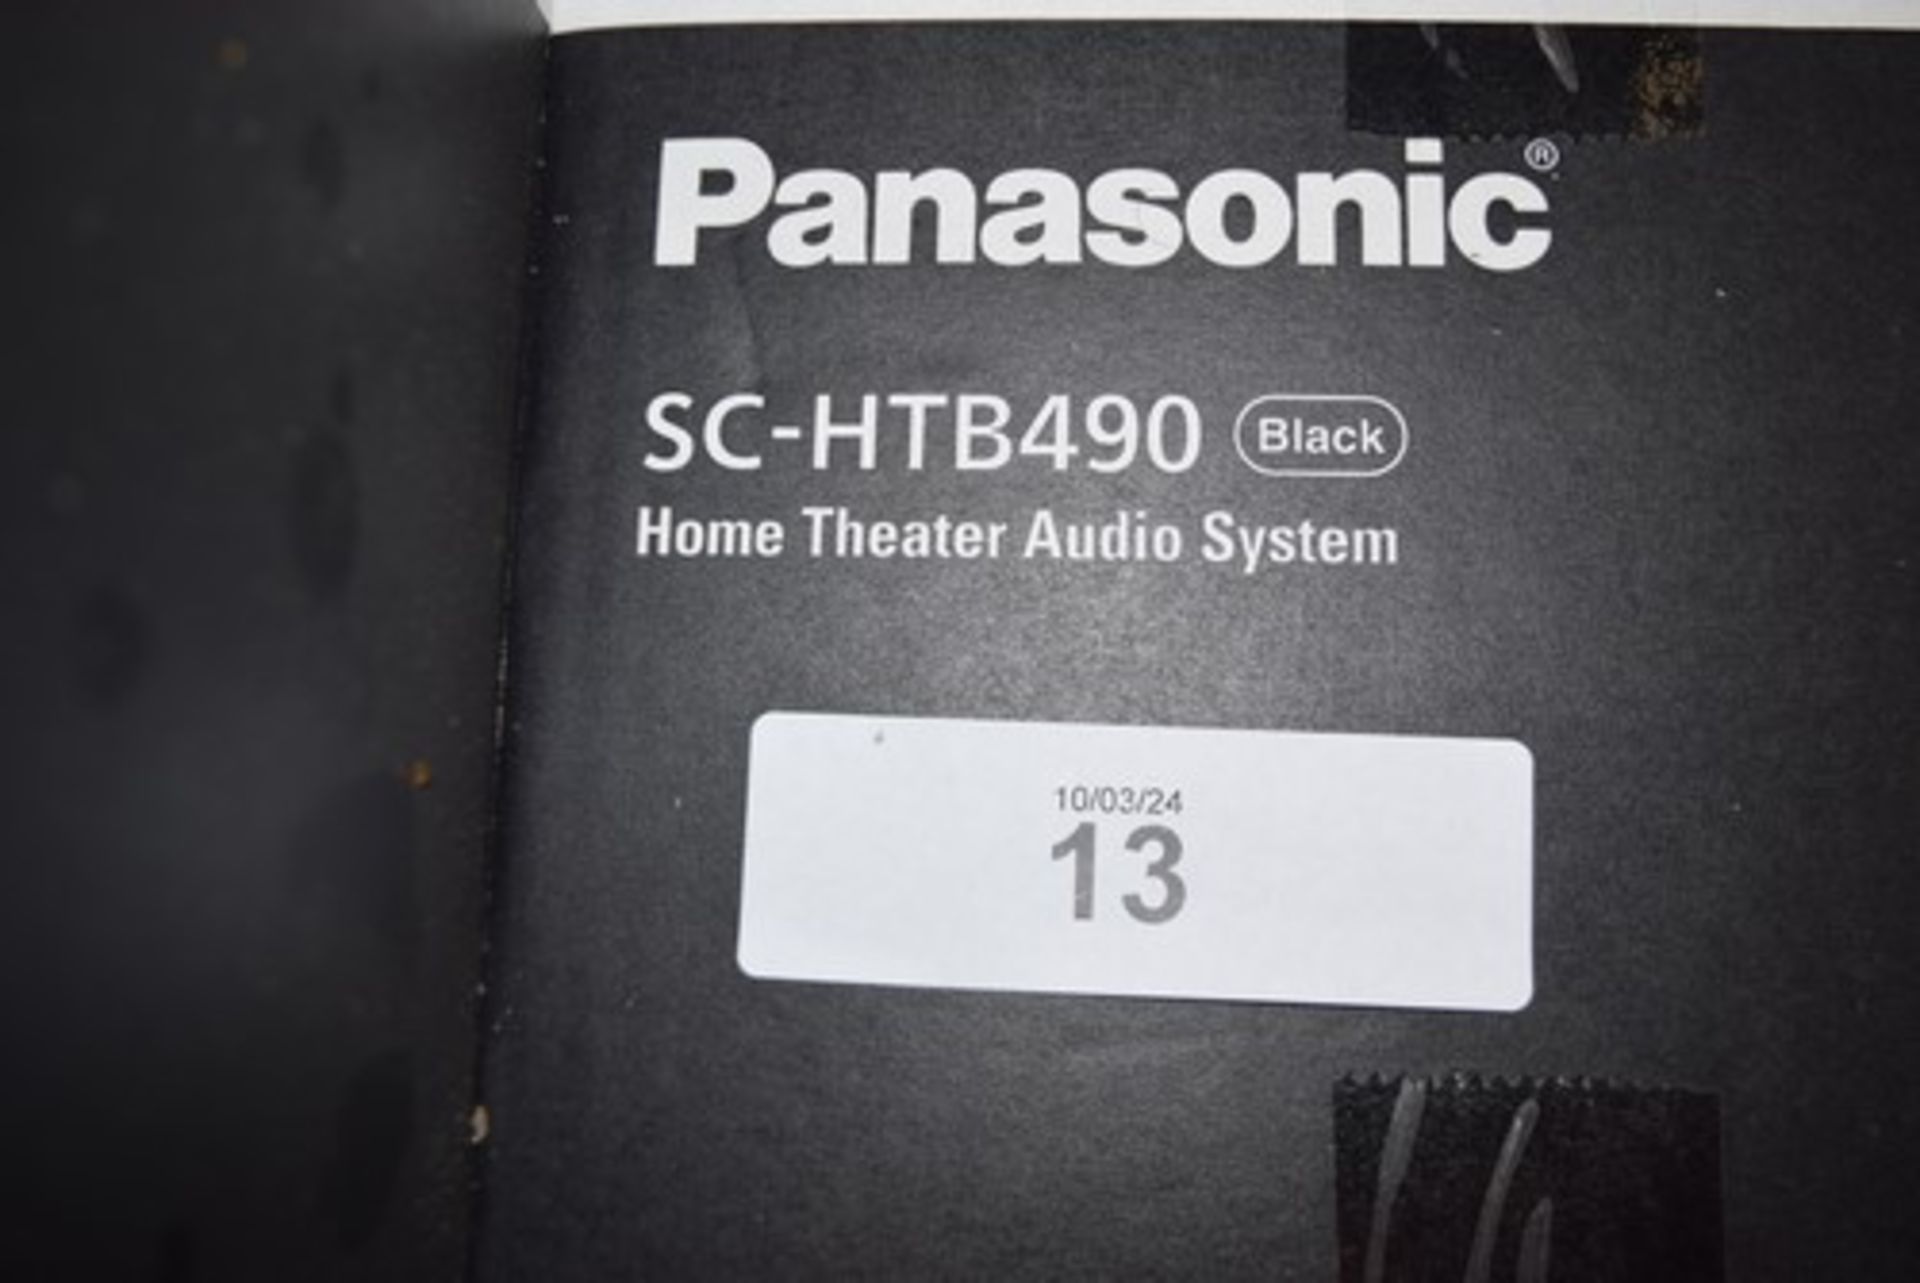 Panasonic®
SC-HTB490 Black
Home Theater Audio System
10/03/24
13